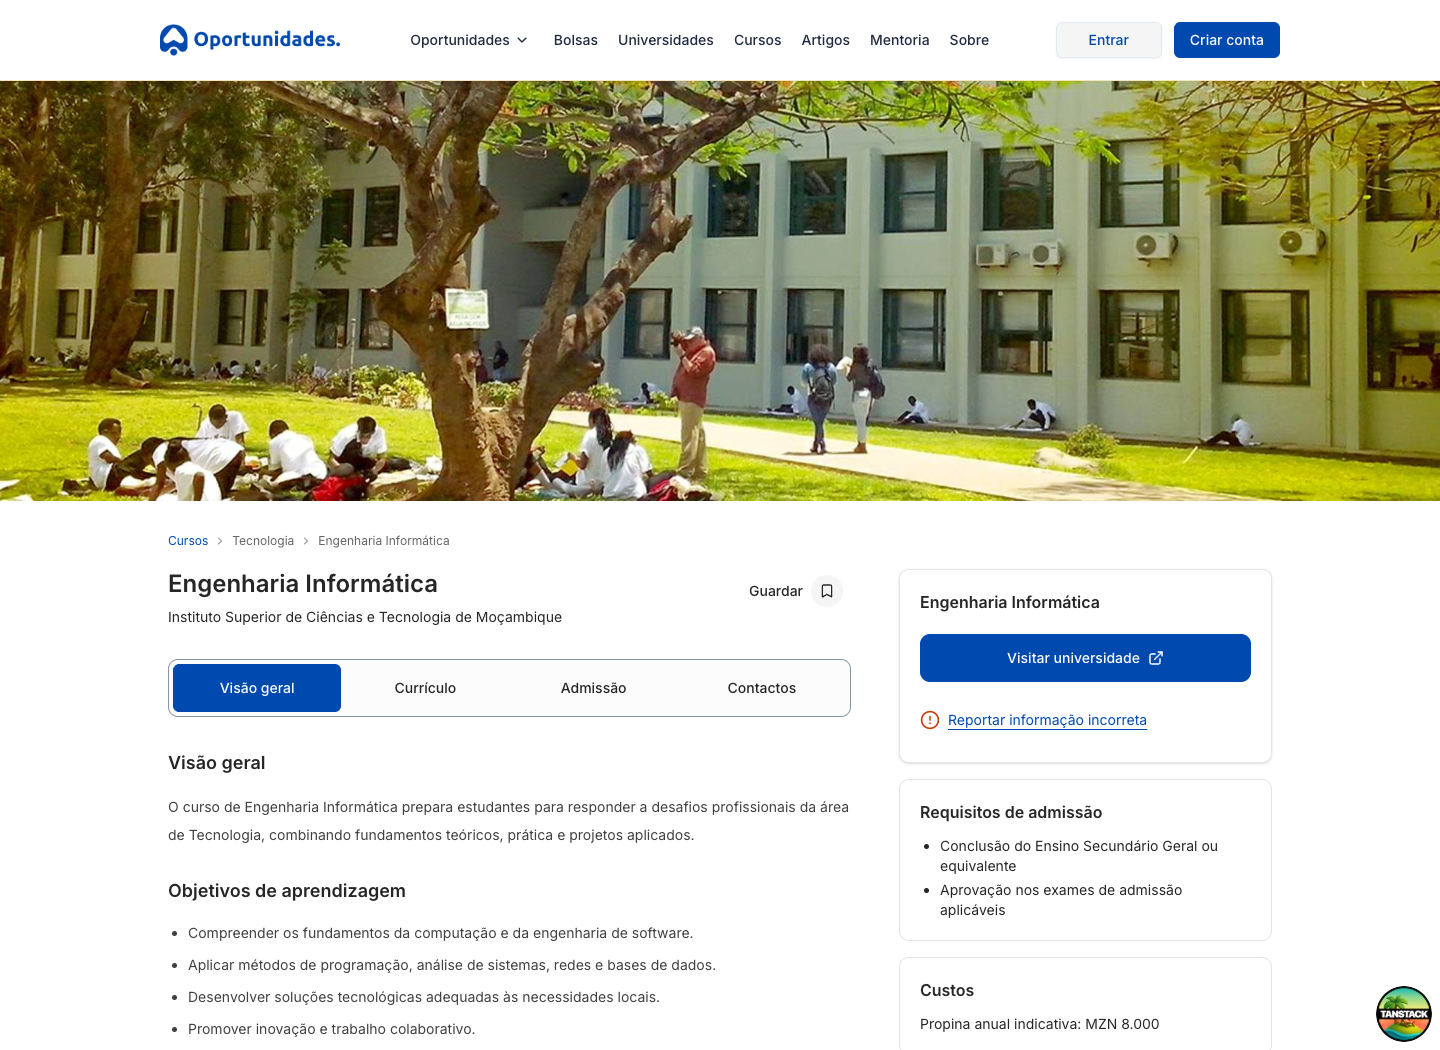 Oportunidades.
Oportunidades
Bolsas
Universidades
Cursos
Artigos
Mentoria
Sobre
Entrar
Criar conta
Cursos
Tecnologia
Engenharia Informática
Engenharia Informática
Guardar
Instituto Superior de Ciências e Tecnologia de Moçambique
Visão geral
Currículo
Admissão
Contactos
Visão geral
O curso de Engenharia Informática prepara estudantes para responder a desafios profissionais da área
de Tecnologia, combinando fundamentos teóricos, prática e projetos aplicados.
Objetivos de aprendizagem
Compreender os fundamentos da computação e da engenharia de software.
Aplicar métodos de programação, análise de sistemas, redes e bases de dados.
Desenvolver soluções tecnológicas adequadas às necessidades locais.
Promover inovação e trabalho colaborativo.
Engenharia Informática
Visitar universidade
Reportar informação incorreta
Requisitos de admissão
Conclusão do Ensino Secundário Geral ou
equivalente
Aprovação nos exames de admissão
aplicáveis
Custos
Propina anual indicativa: MZN 8.000
TANSTACK